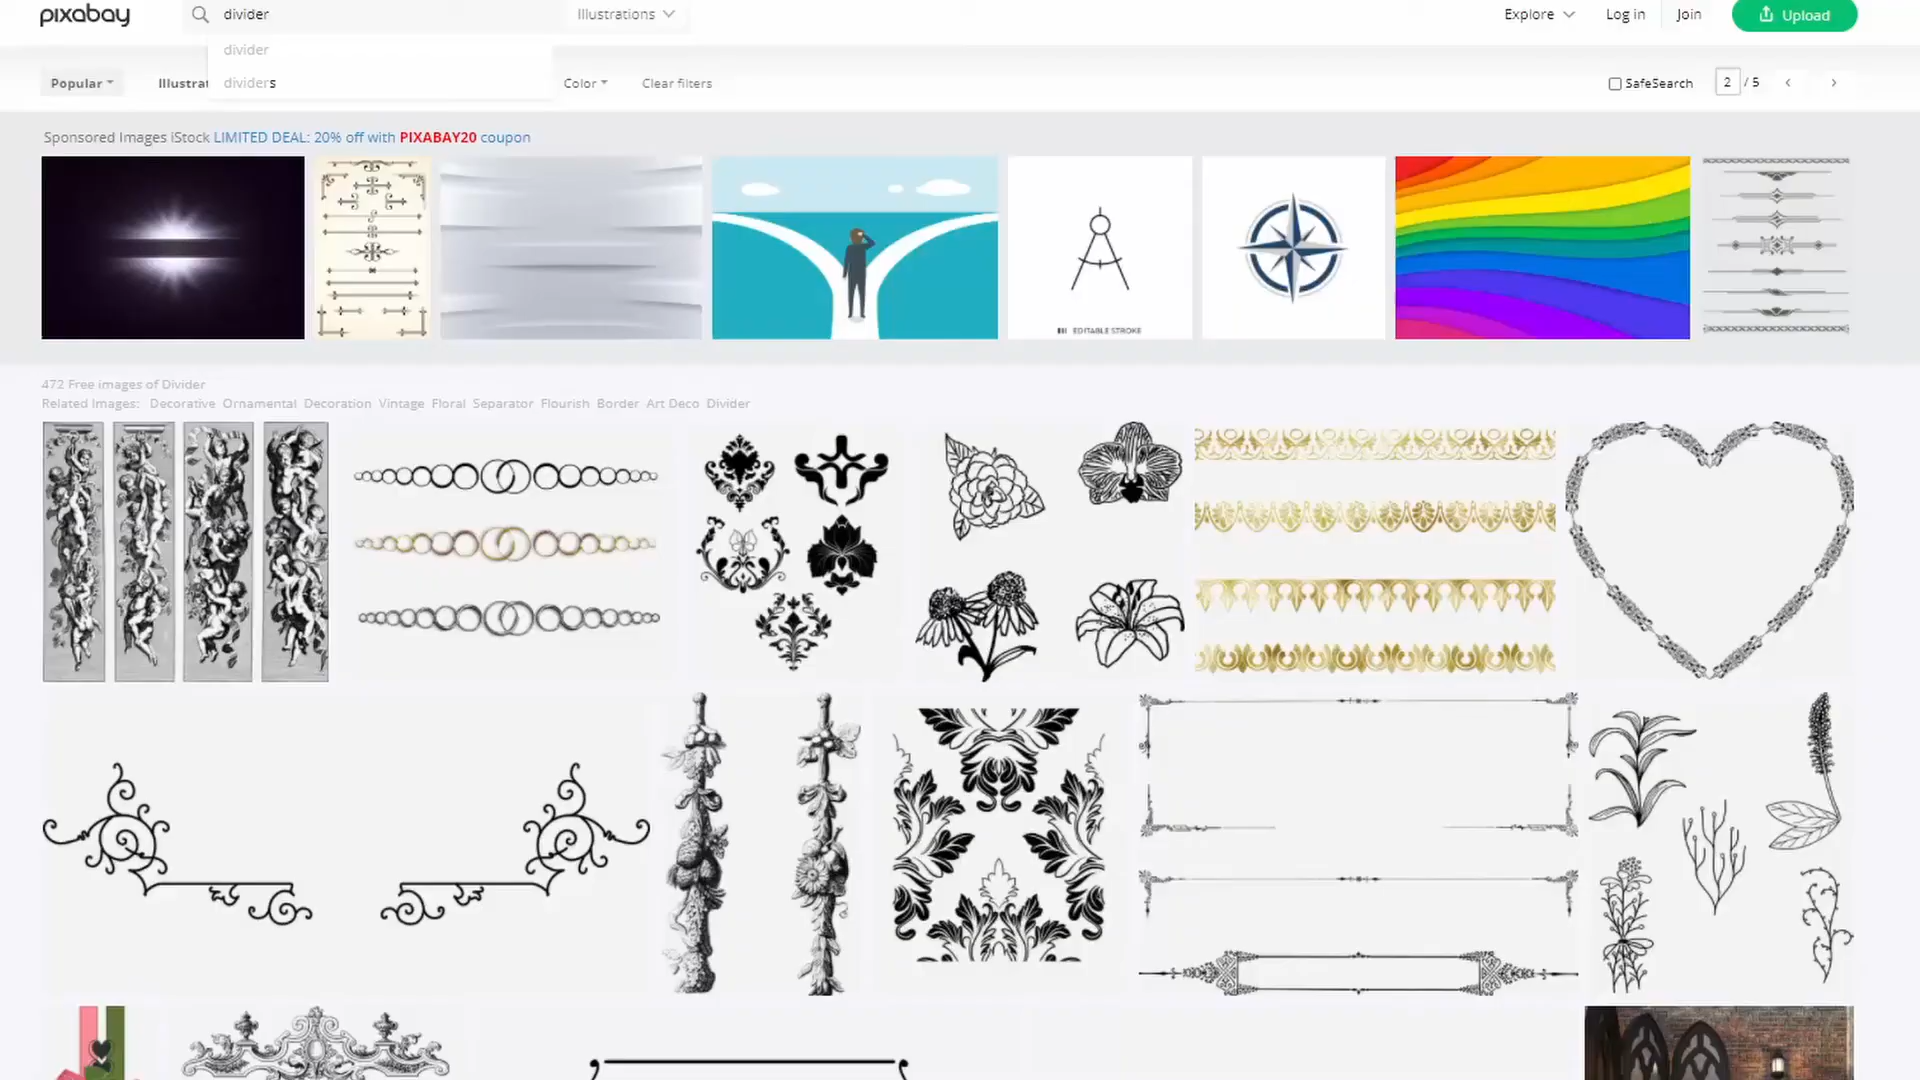 pixabay
divider
Illustrations
Explore
Log in
Join
Upload
divider
dividers
Popular
Illustrat
Color
Clear filters
SafeSearch
2 / 5
Sponsored Images iStock LIMITED DEAL: 20% off with PIXABAY20 coupon
EDITABLE STROKE
472 Free images of Divider
Related Images: Decorative Ornamental Decoration Vintage Floral Separator Flourish Border Art Deco Divider